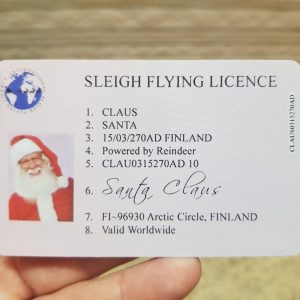 SLEIGH FLYING LICENCE
1. CLAUS
2. SANTA
3. 15/03/270AD FINLAND
4. Powered by Reindeer
5. CLAU0315270AD 10
6. Santa Claus
7. FI~96930 Arctic Circle, FINLAND
8. Valid Worldwide
CLAUS0315270AD